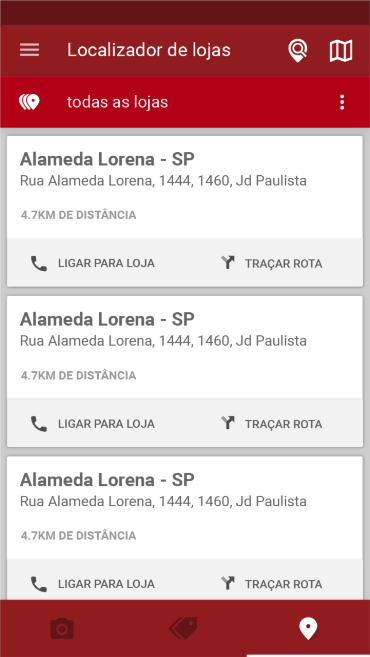 Localizador de lojas
todas as lojas
Alameda Lorena - SP
Rua Alameda Lorena, 1444, 1460, Jd Paulista
4.7KM DE DISTÂNCIA
LIGAR PARA LOJA TRAÇAR ROTA
Alameda Lorena - SP
Rua Alameda Lorena, 1444, 1460, Jd Paulista
4.7KM DE DISTÂNCIA
LIGAR PARA LOJA TRAÇAR ROTA
Alameda Lorena - SP
Rua Alameda Lorena, 1444, 1460, Jd Paulista
4.7KM DE DISTÂNCIA
LIGAR PARA LOJA TRAÇAR ROTA